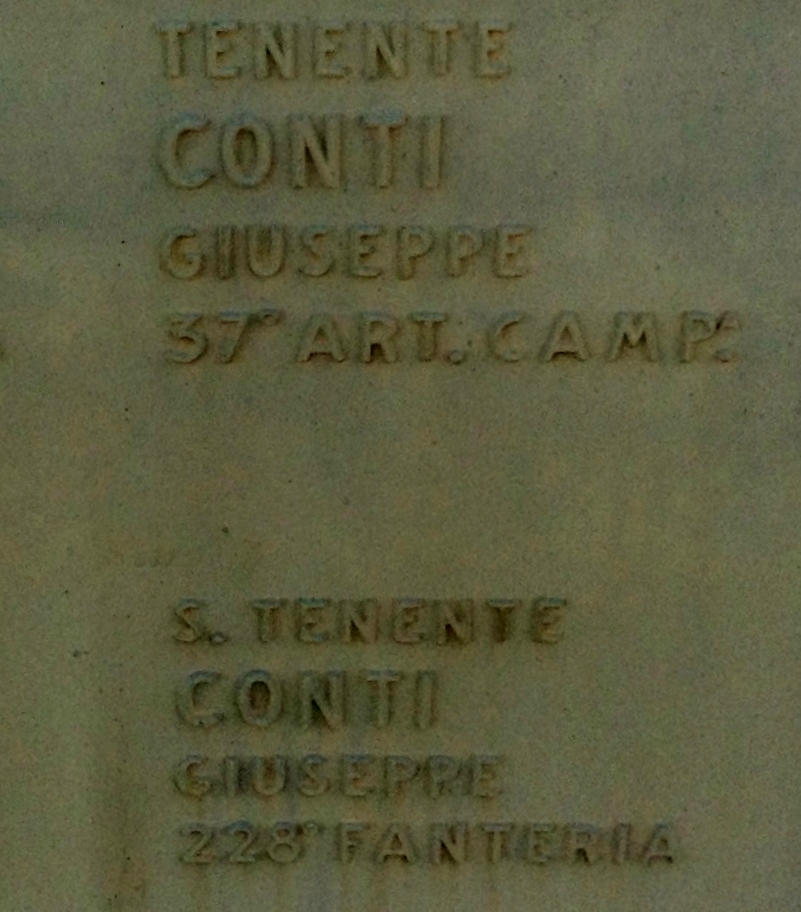 TENENTE
CONTI
GIUSEPPE
37° ART. CAMP.ᴬ
S. TENENTE
CONTI
GIUSEPPE
228° FANTERIA